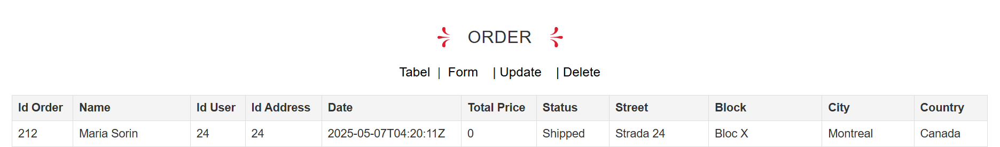 ORDER
Tabel | Form | Update | Delete
Id Order Name Id User Id Address Date Total Price Status Street Block City Country
212 Maria Sorin 24 24 2025-05-07T04:20:11Z 0 Shipped Strada 24 Bloc X Montreal Canada